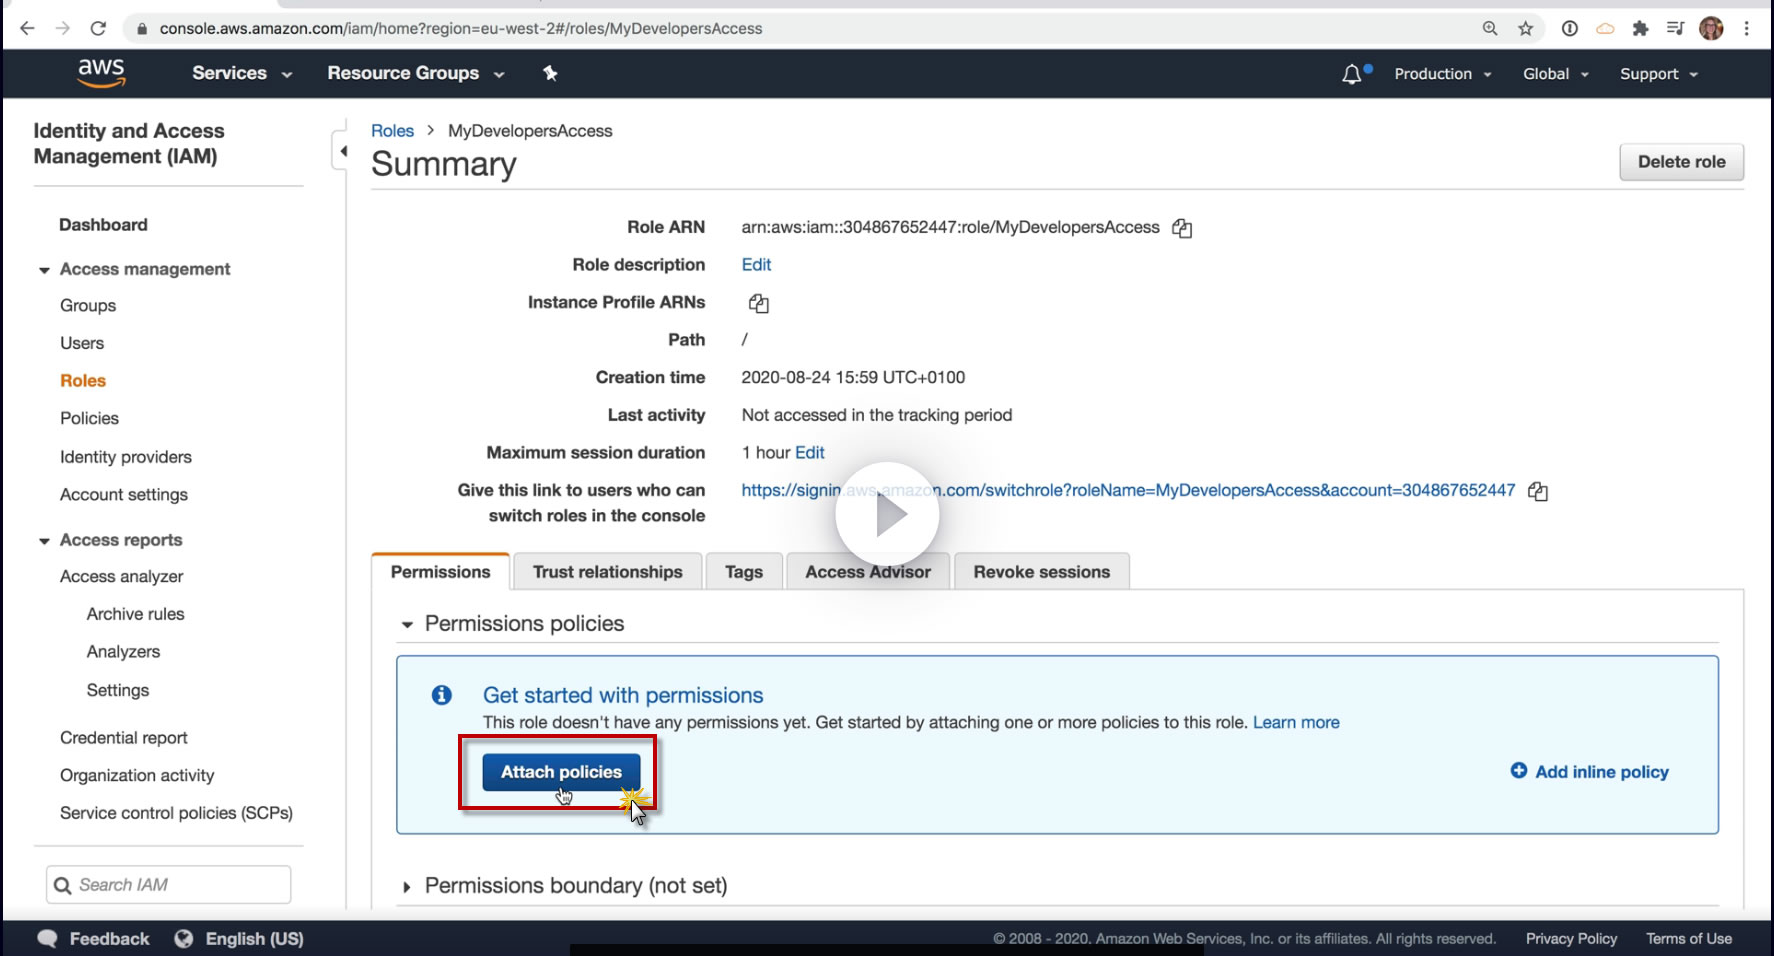 console.aws.amazon.com/iam/home?region=eu-west-2#/roles/MyDevelopersAccess
aws Services Resource Groups Production Global Support
Identity and Access
Management (IAM)
Dashboard
Access management
Groups
Users
Roles
Policies
Identity providers
Account settings
Access reports
Access analyzer
Archive rules
Analyzers
Settings
Credential report
Organization activity
Service control policies (SCPs)
Search IAM
Roles > MyDevelopersAccess
Summary
Delete role
Role ARN arn:aws:iam::304867652447:role/MyDevelopersAccess
Role description Edit
Instance Profile ARNs
Path /
Creation time 2020-08-24 15:59 UTC+0100
Last activity Not accessed in the tracking period
Maximum session duration 1 hour Edit
Give this link to users who can
switch roles in the console
https://signin.aws.amazon.com/switchrole?roleName=MyDevelopersAccess&account=304867652447
Permissions Trust relationships Tags Access Advisor Revoke sessions
Permissions policies
Get started with permissions
This role doesn't have any permissions yet. Get started by attaching one or more policies to this role. Learn more
Attach policies
Add inline policy
Permissions boundary (not set)
Feedback English (US) © 2008 - 2020, Amazon Web Services, Inc. or its affiliates. All rights reserved. Privacy Policy Terms of Use